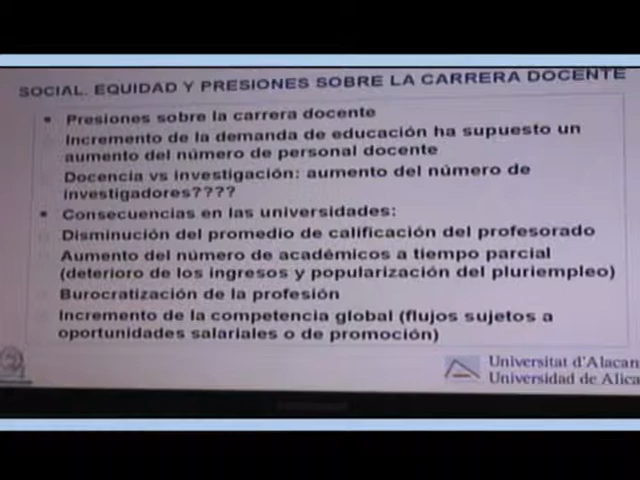 SOCIAL. EQUIDAD Y PRESIONES SOBRE LA CARRERA DOCENTE
Presiones sobre la carrera docente
Incremento de la demanda de educación ha supuesto un
aumento del número de personal docente
Docencia vs investigación: aumento del número de
investigadores????
Consecuencias en las universidades:
Disminución del promedio de calificación del profesorado
Aumento del número de académicos a tiempo parcial
(deterioro de los ingresos y popularización del pluriempleo)
Burocratización de la profesión
Incremento de la competencia global (flujos sujetos a
oportunidades salariales o de promoción)
Universitat d'Alacan
Universidad de Alica